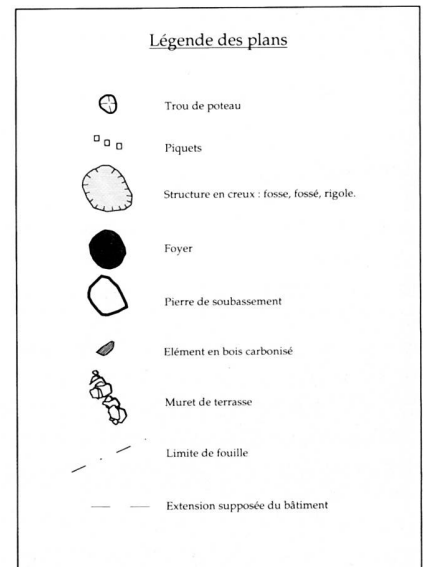 Légende des plans
Trou de poteau
Piquets
Structure en creux : fosse, fossé, rigole.
Foyer
Pierre de soubassement
Elément en bois carbonisé
Muret de terrasse
Limite de fouille
Extension supposée du bâtiment